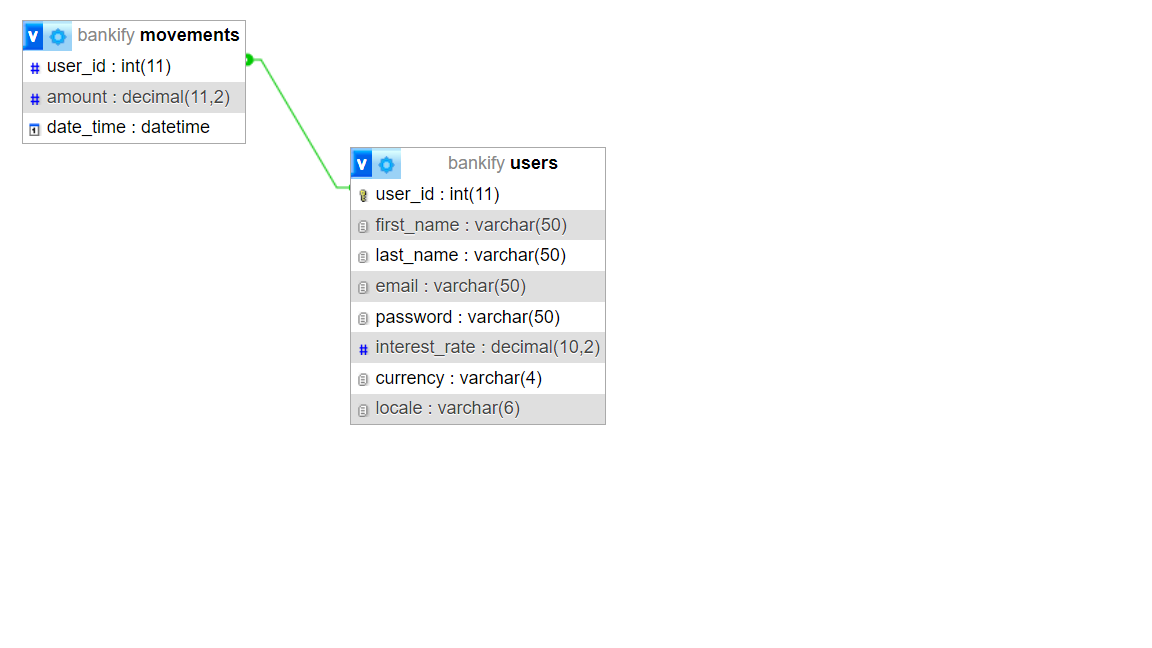 v bankify movements
user_id : int(11)
amount : decimal(11,2)
date_time : datetime
v bankify users
user_id : int(11)
first_name : varchar(50)
last_name : varchar(50)
email : varchar(50)
password : varchar(50)
interest_rate : decimal(10,2)
currency : varchar(4)
locale : varchar(6)